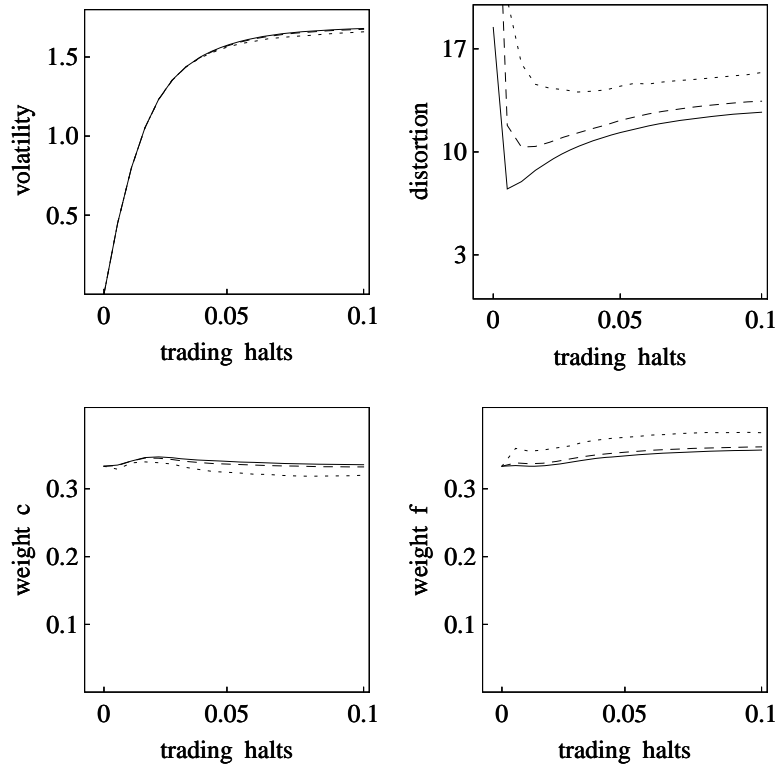 volatility
1.5
1.0
0.5
0 0.05 0.1
trading halts
distortion
17
10
3
0 0.05 0.1
trading halts
weight c
0.3
0.2
0.1
0 0.05 0.1
trading halts
weight f
0.3
0.2
0.1
0 0.05 0.1
trading halts